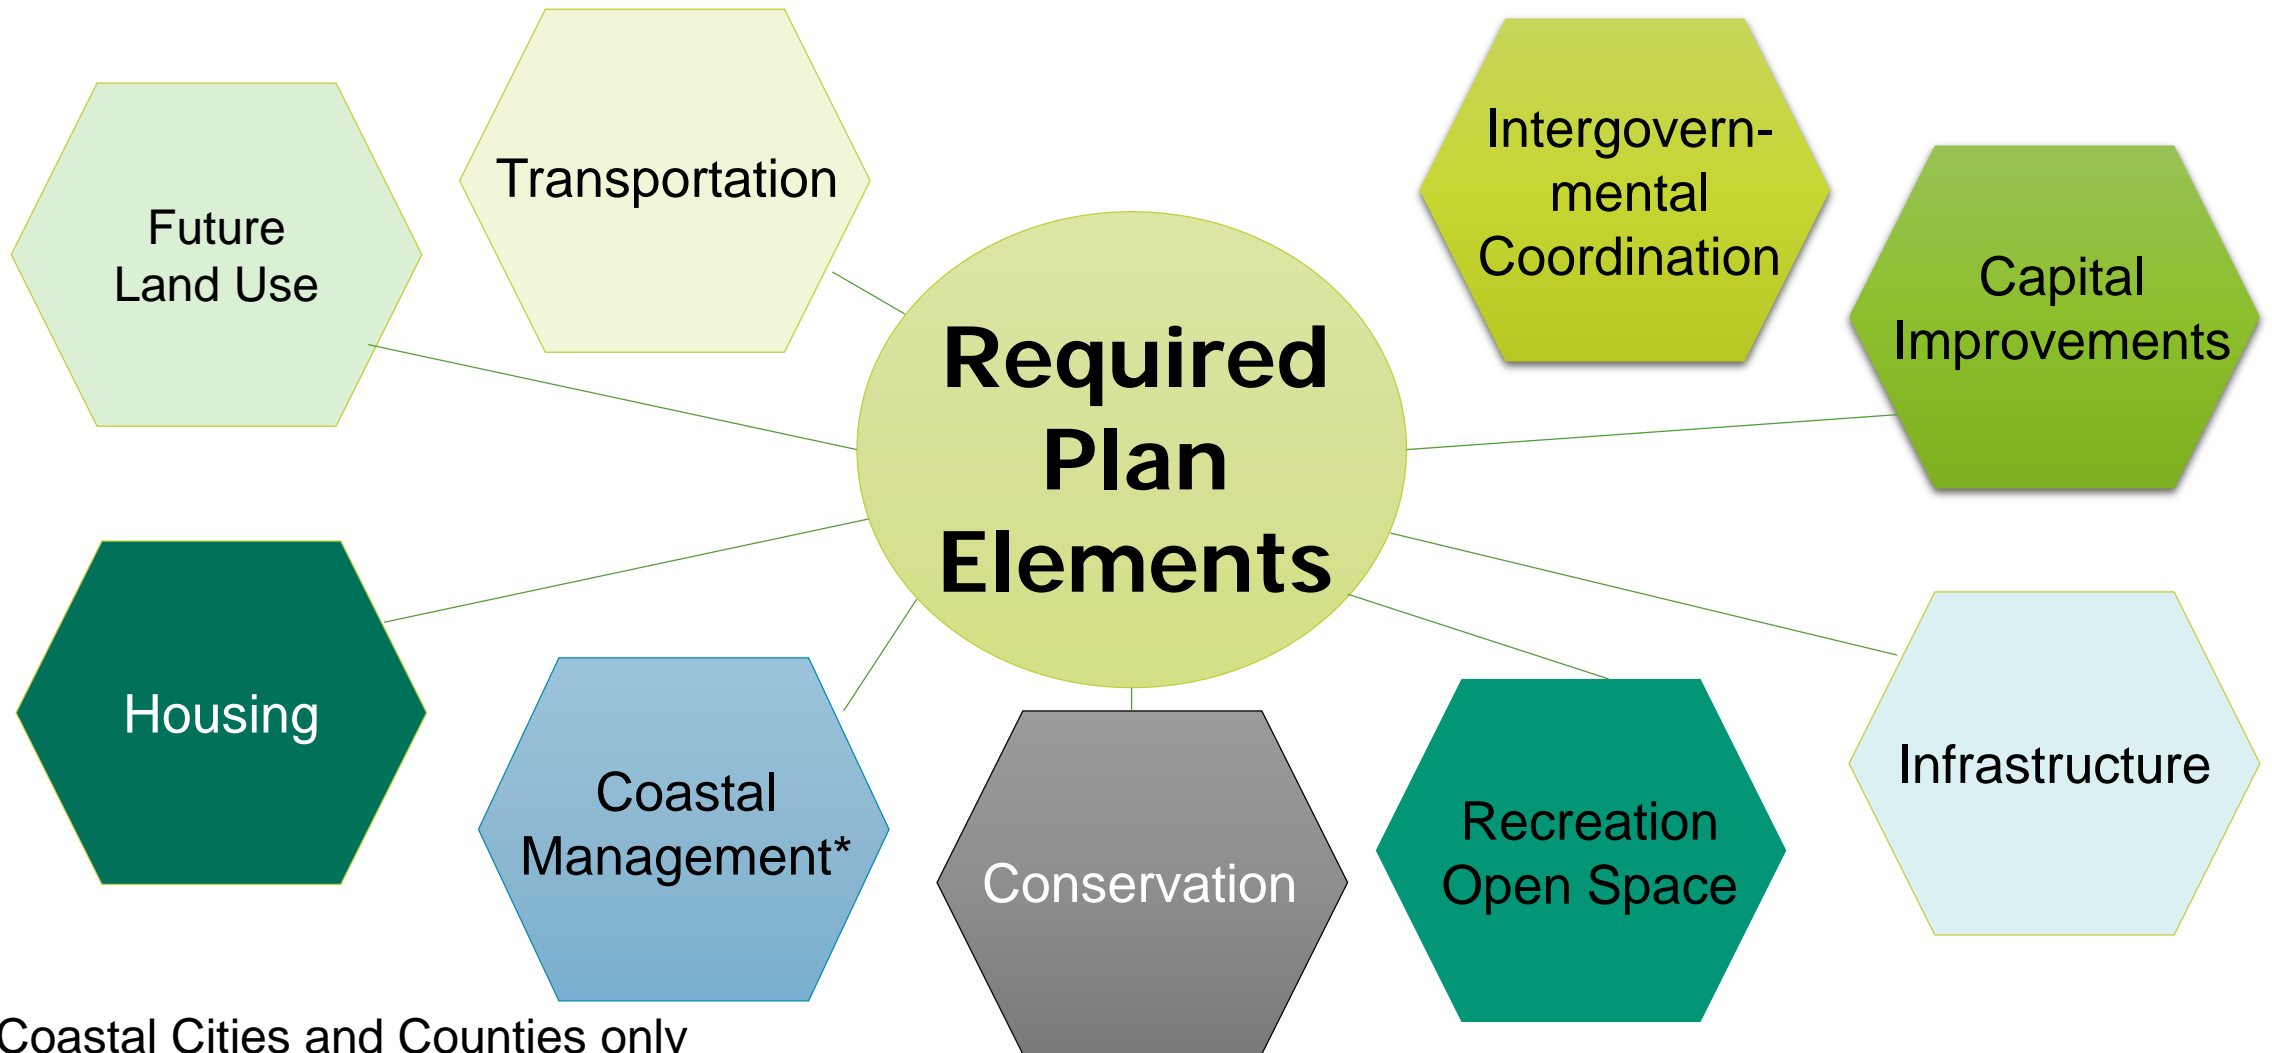 Future
Land Use
Transportation
Intergovern-
mental
Coordination
Capital
Improvements
Required
Plan
Elements
Housing
Coastal
Management*
Conservation
Recreation
Open Space
Infrastructure
Coastal Cities and Counties only